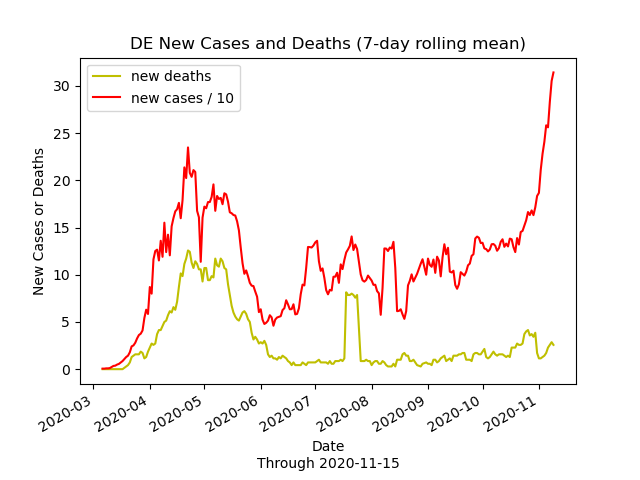 DE New Cases and Deaths (7-day rolling mean)
new deaths
new cases / 10
New Cases or Deaths
30
25
20
15
10
5
0
2020-03
2020-04
2020-05
2020-06
2020-07
2020-08
2020-09
2020-10
2020-11
Date
Through 2020-11-15